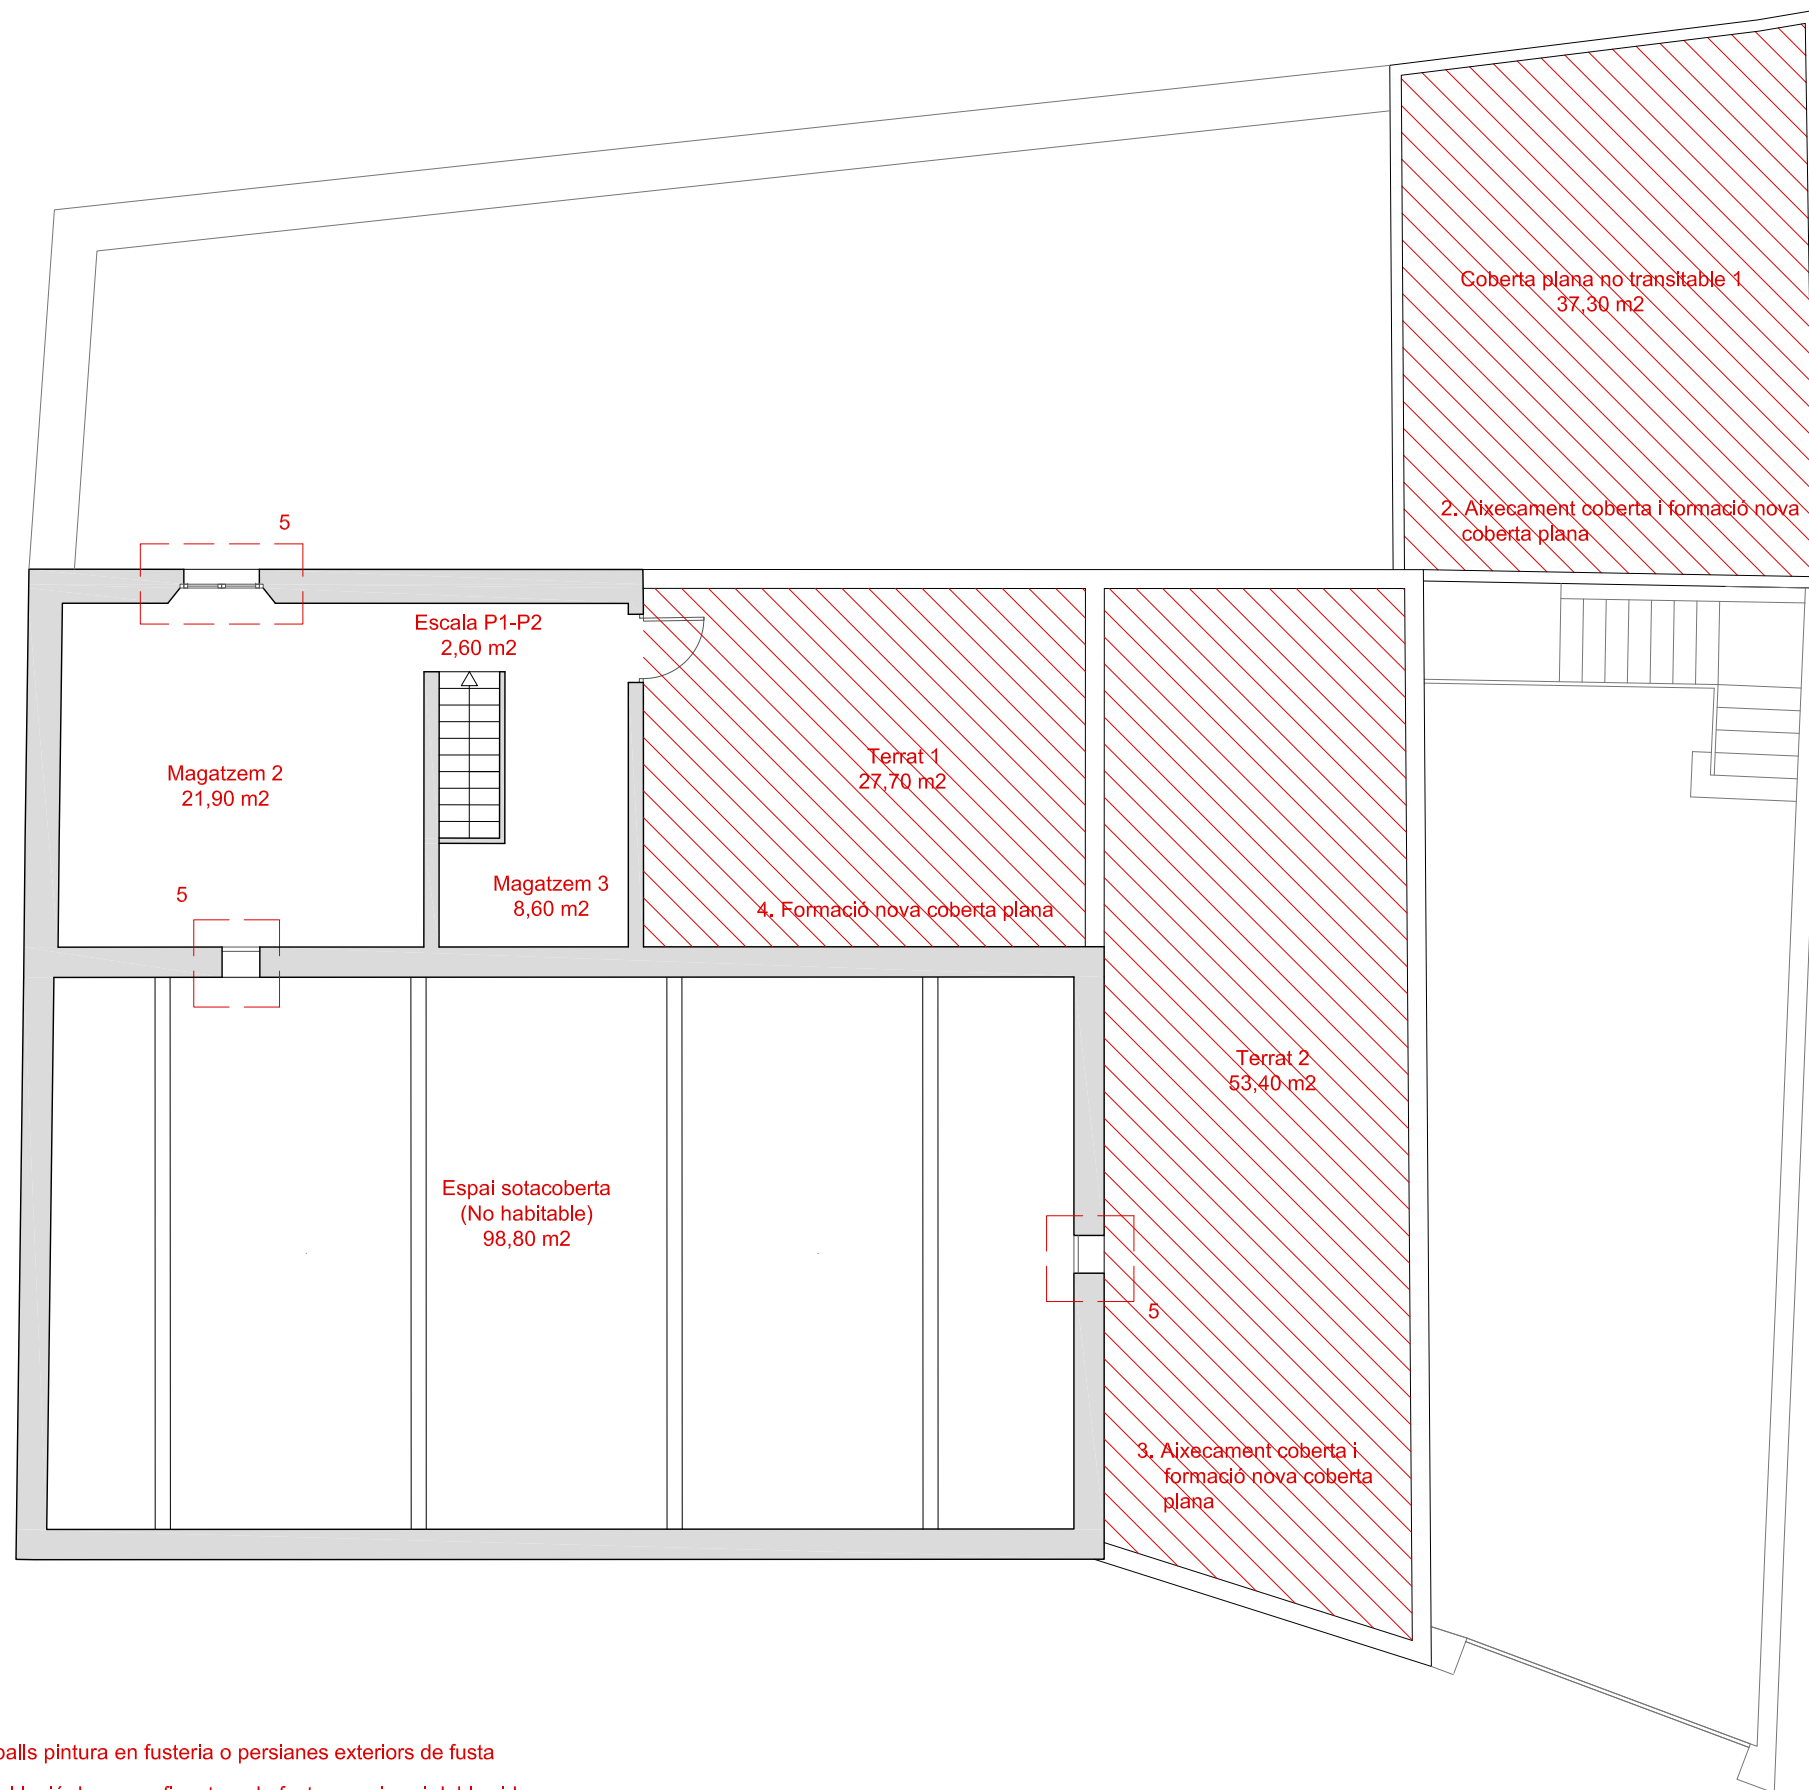 Coberta plana no transitable 1
37,30 m2
2. Aixecament coberta i formació nova
coberta plana
5
Escala P1-P2
2,60 m2
Magatzem 2
21,90 m2
Terrat 1
27,70 m2
5
Magatzem 3
8,60 m2
4. Formació nova coberta plana
Terrat 2
53,40 m2
Espai sotacoberta
(No habitable)
98,80 m2
5
3. Aixecament coberta i
formació nova coberta
plana
pintura en fusteria o persianes exteriors de fusta